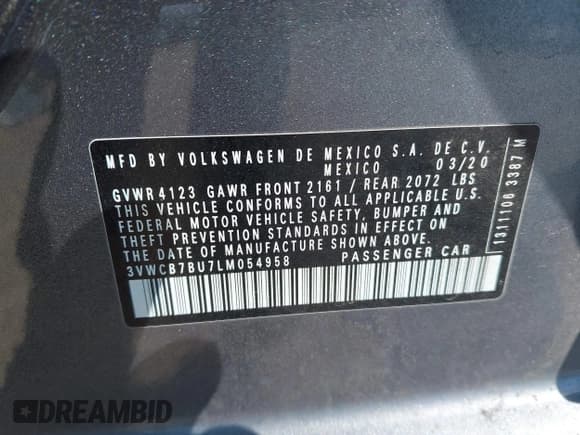 MFD BY VOLKSWAGEN DE MEXICO S.A. DE C.V.
MEXICO 03/20
GVWR 4123 GAWR FRONT 2161 / REAR 2072 LBS
THIS VEHICLE CONFORMS TO ALL APPLICABLE U.S.
FEDERAL MOTOR VEHICLE SAFETY, BUMPER AND
THEFT PREVENTION STANDARDS IN EFFECT ON
THE DATE OF MANUFACTURE SHOWN ABOVE.
3VWCB7BU7LM054958 PASSENGER CAR
1311106 3387 M
DREAMBID